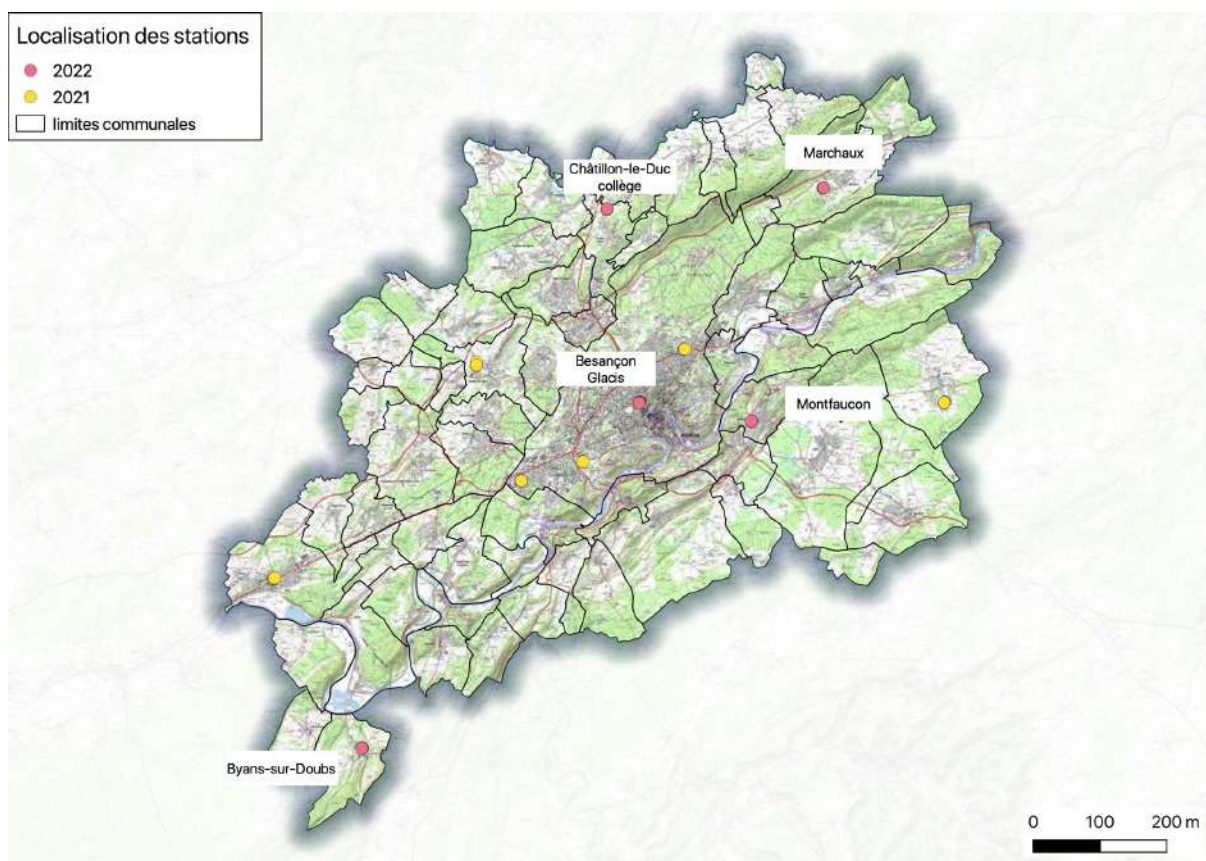 Localisation des stations
2022
2021
limites communales
Marchaux
Châtillon-le-Duc
collège
Besançon
Glacis
Montfaucon
Byans-sur-Doubs
0 100 200 m